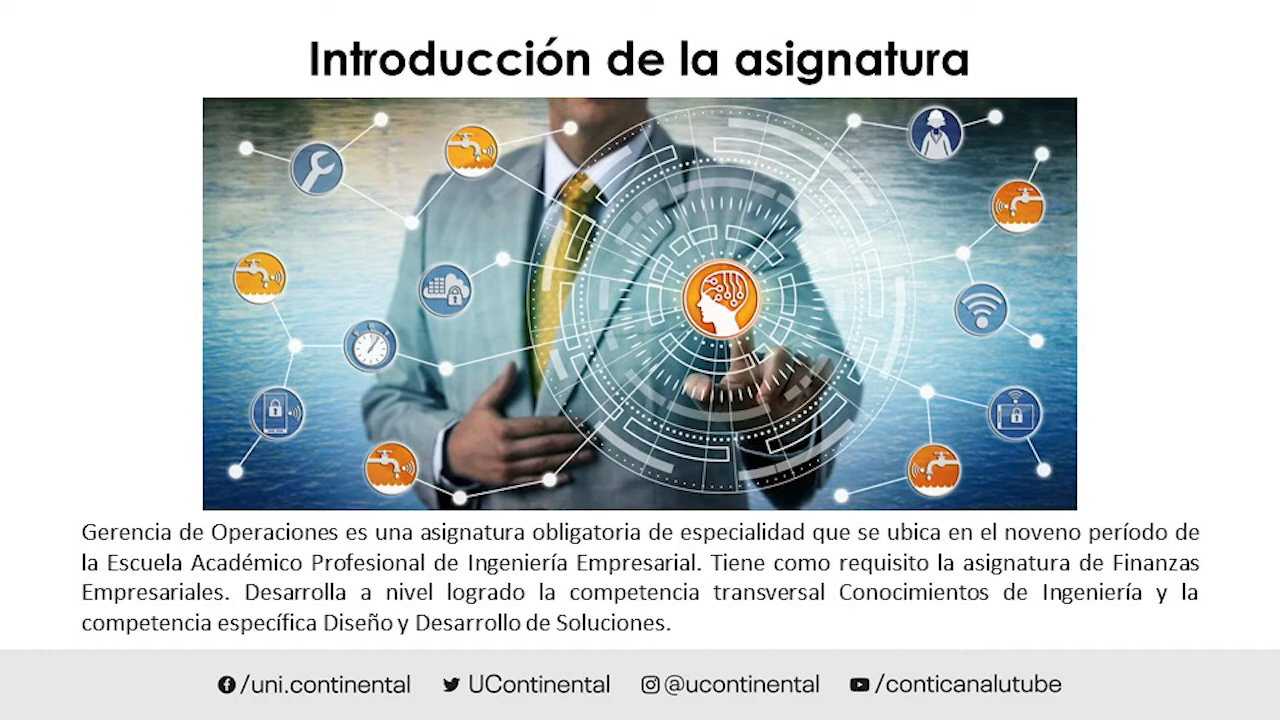 Introducción de la asignatura
Gerencia de Operaciones es una asignatura obligatoria de especialidad que se ubica en el noveno período de
la Escuela Académico Profesional de Ingeniería Empresarial. Tiene como requisito la asignatura de Finanzas
Empresariales. Desarrolla a nivel logrado la competencia transversal Conocimientos de Ingeniería y la
competencia específica Diseño y Desarrollo de Soluciones.
/uni.continental UContinental @ucontinental /conticanalutube